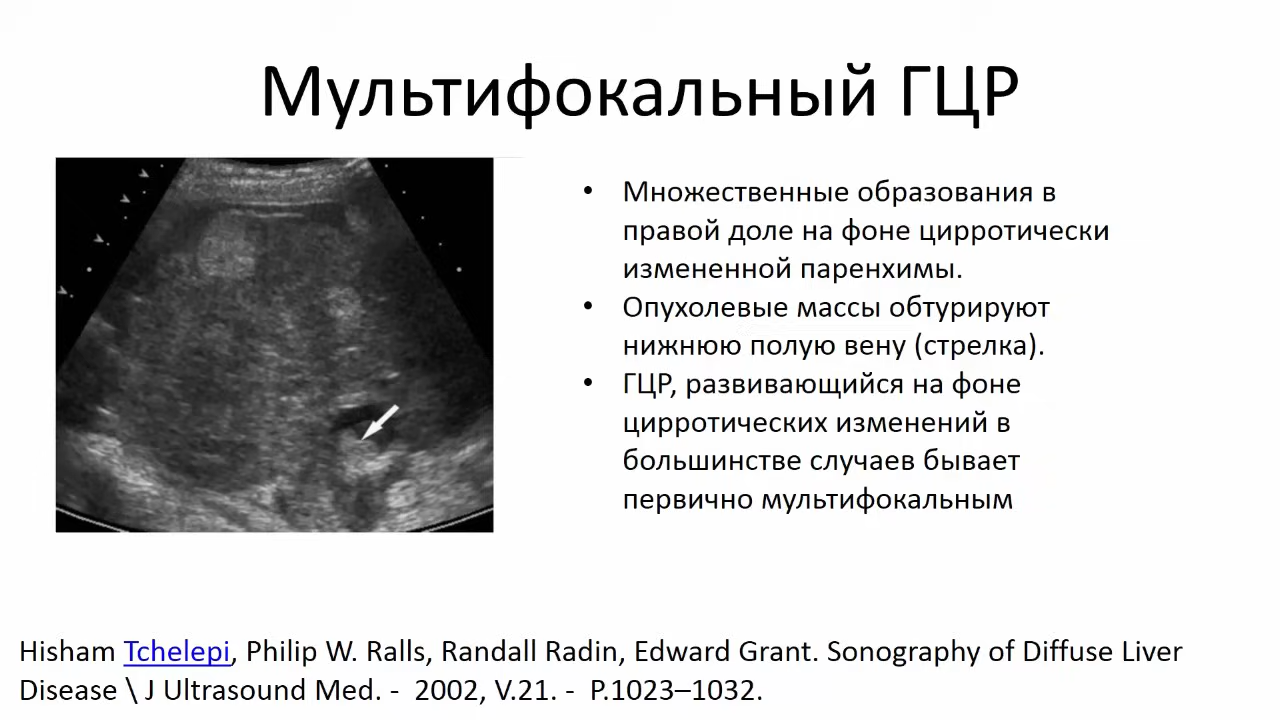 Мультифокальный ГЦР
• Множественные образования в
правой доле на фоне цирротически
измененной паренхимы.
• Опухолевые массы обтурируют
нижнюю полую вену (стрелка).
• ГЦР, развивающийся на фоне
цирротических изменений в
большинстве случаев бывает
первично мультифокальным
Hisham Tchelepi, Philip W. Ralls, Randall Radin, Edward Grant. Sonography of Diffuse Liver
Disease \ J Ultrasound Med. - 2002, V.21. - P.1023–1032.